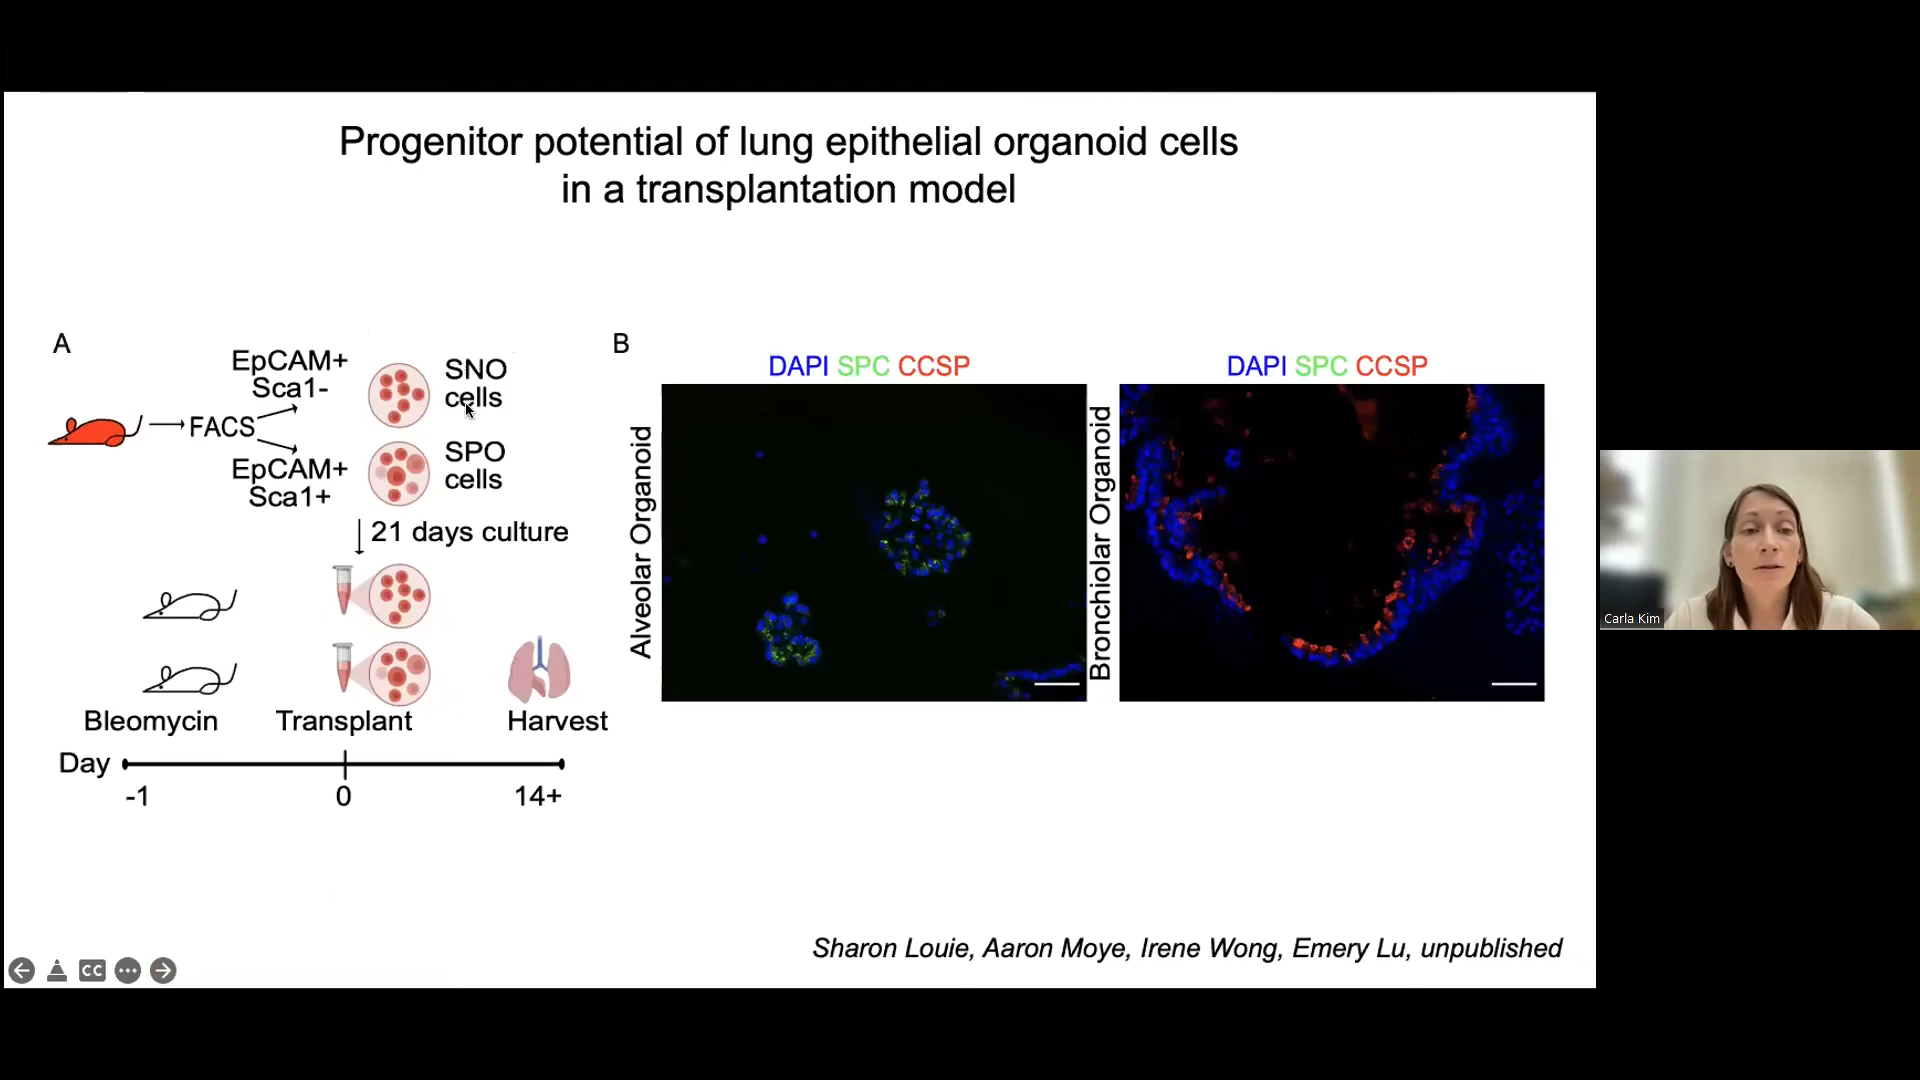 Progenitor potential of lung epithelial organoid cells
in a transplantation model
A
EpCAM+
Sca1-
SNO
cells
FACS
EpCAM+
Sca1+
SPO
cells
21 days culture
Bleomycin
Transplant
Harvest
Day
-1
0
14+
B
DAPI SPC CCSP
Alveolar Organoid
DAPI SPC CCSP
Bronchiolar Organoid
Sharon Louie, Aaron Moye, Irene Wong, Emery Lu, unpublished
CC
Carla Kim